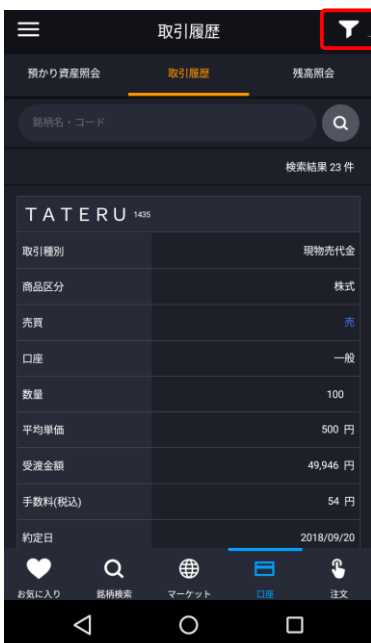 取引履歴
預かり資産照会 取引履歴 残高照会
銘柄名・コード
検索結果 23 件
ＴＡＴＥＲＵ 1435
取引種別 現物売代金
商品区分 株式
売買 売
口座 一般
数量 100
平均単価 500 円
受渡金額 49,946 円
手数料(税込) 54 円
約定日 2018/09/20
お気に入り 銘柄検索 マーケット 口座 注文